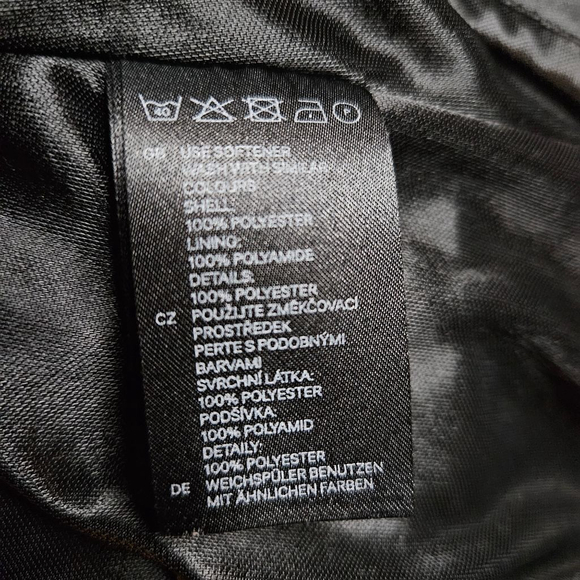 40 P
GB USE SOFTENER
WASH WITH SIMILAR
COLOURS
SHELL:
100% POLYESTER
LINING:
100% POLYAMIDE
DETAILS:
100% POLYESTER
CZ POUŽIJTE ZMĚKČOVACÍ
PROSTŘEDEK
PERTE S PODOBNÝMI
BARVAMI
SVRCHNÍ LÁTKA:
100% POLYESTER
PODŠÍVKA:
100% POLYAMID
DETAILY:
100% POLYESTER
DE WEICHSPÜLER BENUTZEN
MIT ÄHNLICHEN FARBEN